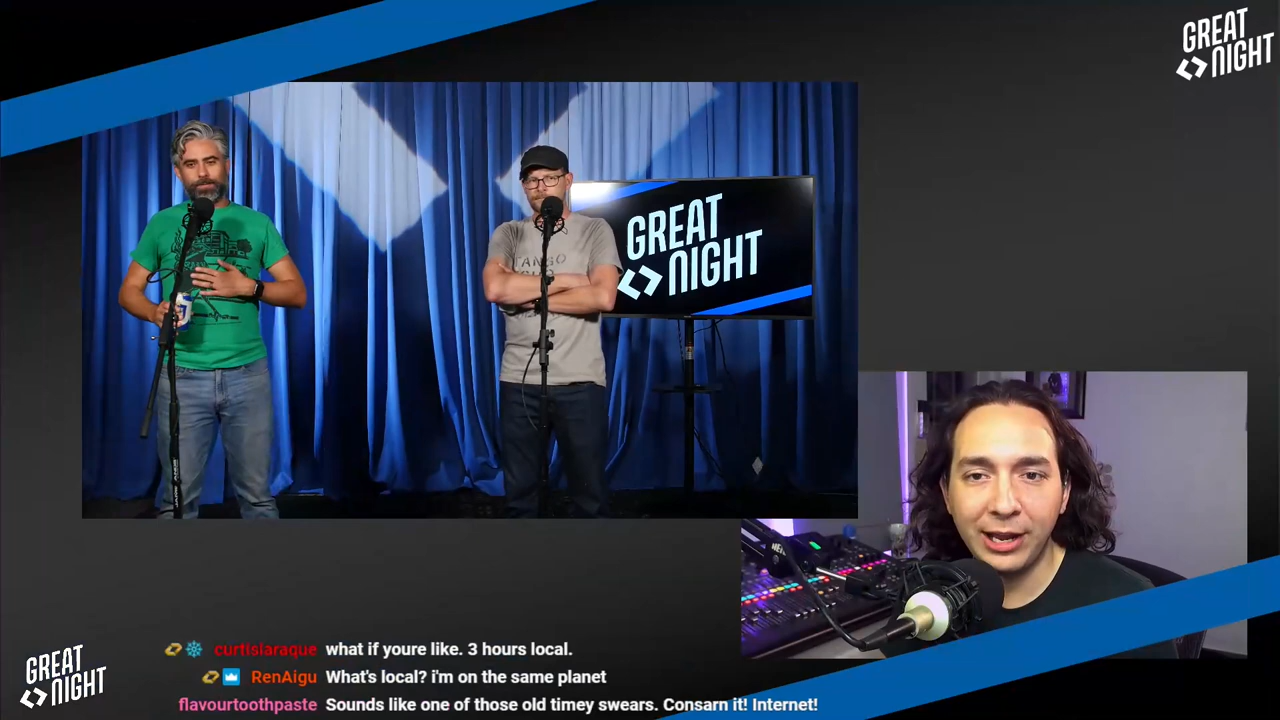 GREAT
NIGHT
GREAT
NIGHT
TANGO
GREAT
NIGHT
curtislaraque what if youre like. 3 hours local.
RenAigu What's local? i'm on the same planet
flavourtoothpaste Sounds like one of those old timey swears. Consarn it! Internet!